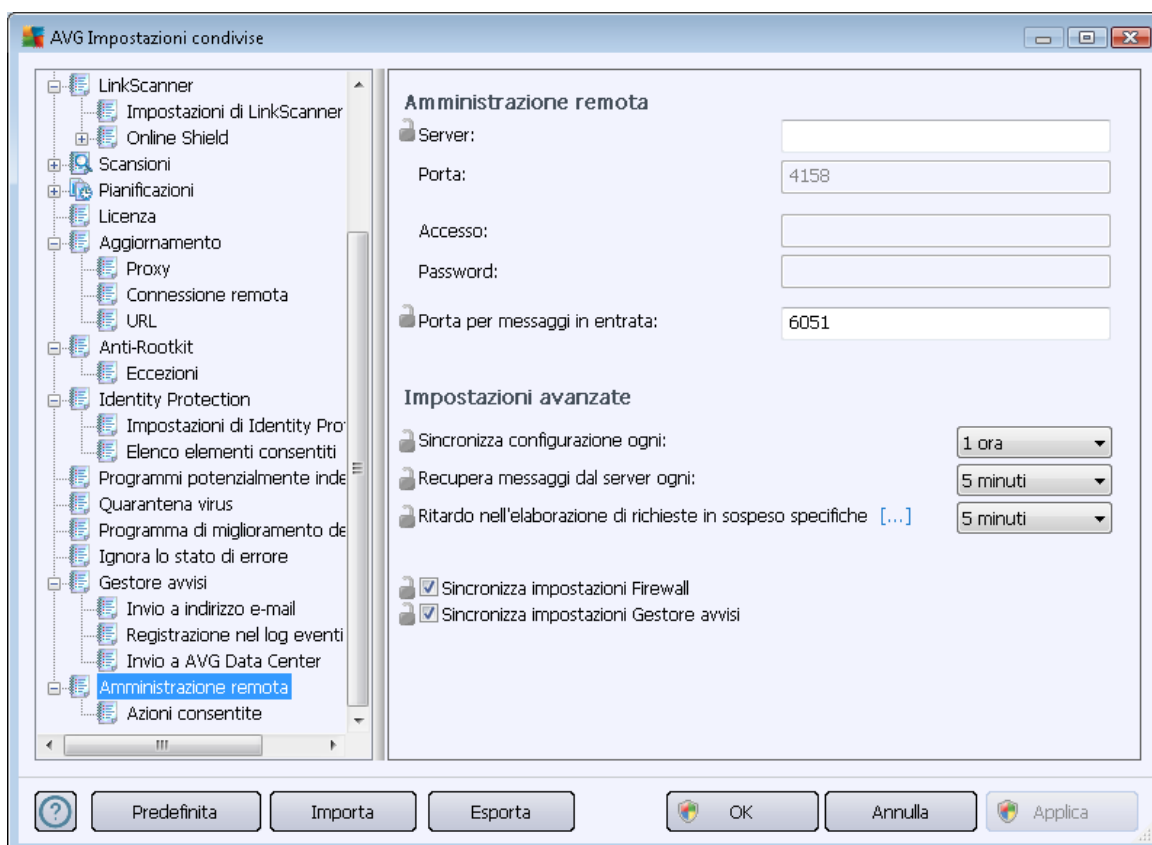 AVG Impostazioni condivise
LinkScanner
Impostazioni di LinkScanner
Online Shield
Scansioni
Pianificazioni
Licenza
Aggiornamento
Proxy
Connessione remota
URL
Anti-Rootkit
Eccezioni
Identity Protection
Impostazioni di Identity
Elenco elementi consentiti
Programmi potenzialmente inde
Quarantena virus
Programma di miglioramento de
Ignora lo stato di errore
Gestore avvisi
Invio a indirizzo e-mail
Registrazione nel log eventi
Invio a AVG Data Center
Amministrazione remota
Azioni consentite
Amministrazione remota
Server:
Porta: 4158
Accesso:
Password:
Porta per messaggi in entrata: 6051
Impostazioni avanzate
Sincronizza configurazione ogni: 1 ora
Recupera messaggi dal server ogni: 5 minuti
Ritardo nell'elaborazione di richieste in sospeso specifiche [...] 5 minuti
Sincronizza impostazioni Firewall
Sincronizza impostazioni Gestore avvisi
? Predefinita Importa Esporta OK Annulla Applica